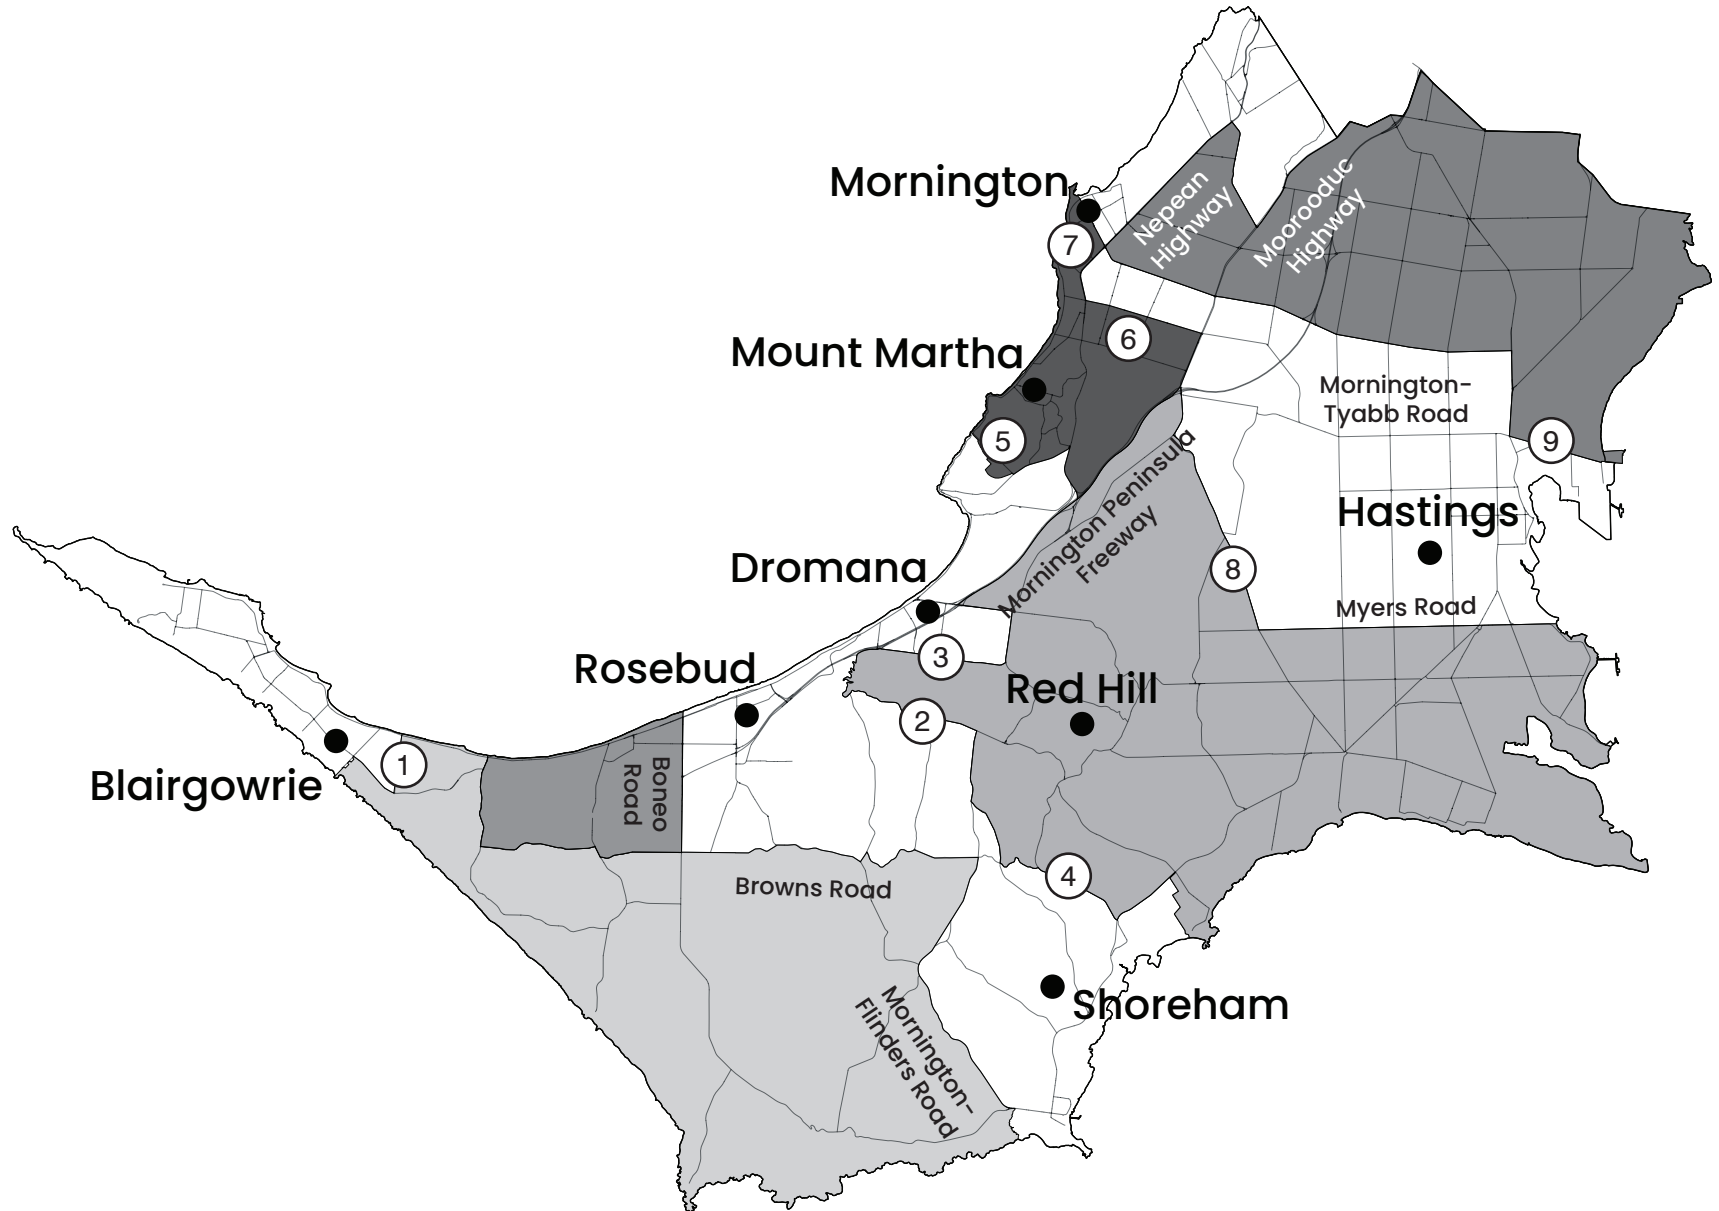 Mornington
7
Nepean
Highway
Moorooduc
Highway
6
Mount Martha
Mornington-
Tyabb Road
5
9
Mornington Peninsula
Freeway
Hastings
8
Dromana
Myers Road
3
Rosebud
Red Hill
2
Blairgowrie
1
Boneo
Road
4
Browns Road
Mornington-
Flinders Road
Shoreham